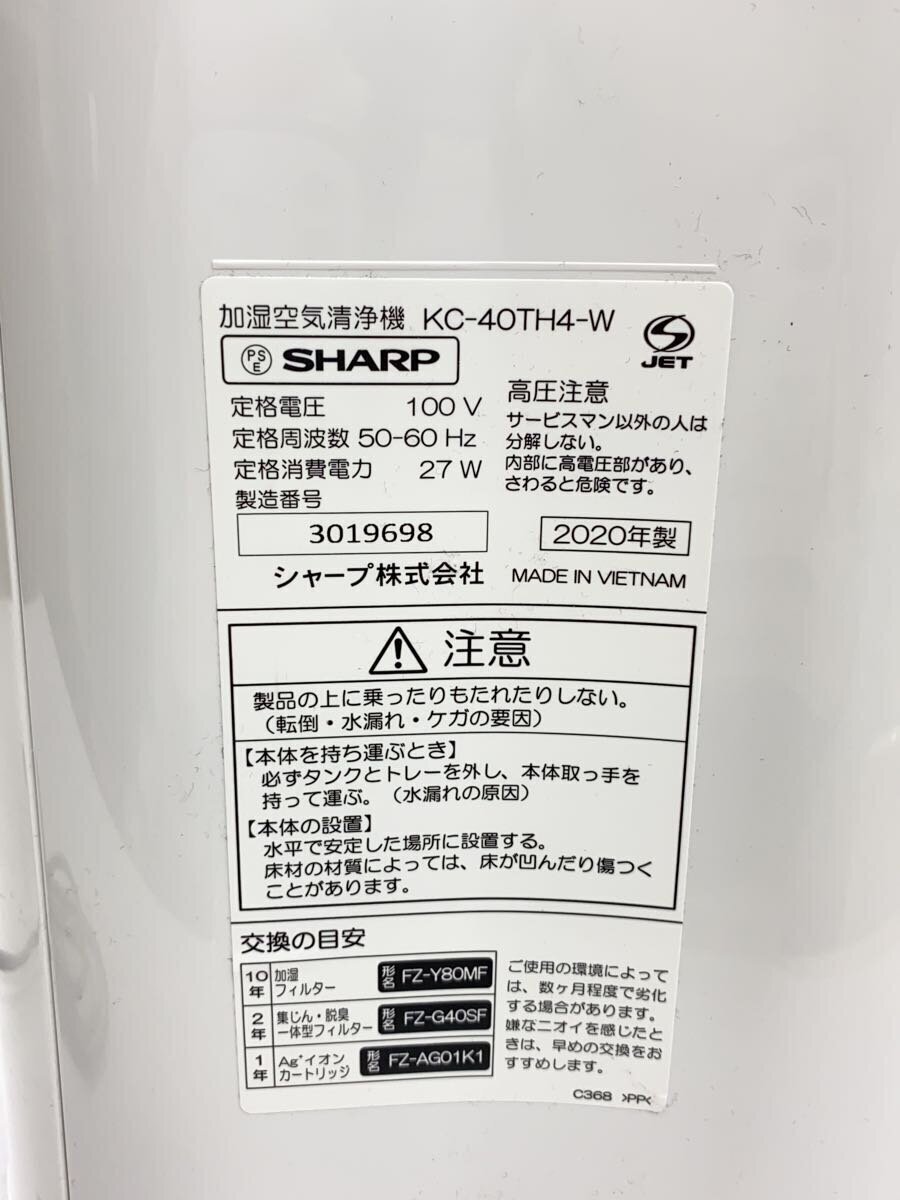 加湿空気清浄機 KC-40TH4-W
PS E SHARP
JET
定格電圧 100 V
定格周波数 50-60 Hz
定格消費電力 27 W
製造番号
3019698
シャープ株式会社
高圧注意
サービスマン以外の人は
分解しない。
内部に高電圧部があり、
さわると危険です。
2020年製
MADE IN VIETNAM
注意
製品の上に乗ったりもたれたりしない。
（転倒・水漏れ・ケガの要因）
【本体を持ち運ぶとき】
必ずタンクとトレーを外し、本体取っ手を
持って運ぶ。（水漏れの原因）
【本体の設置】
水平で安定した場所に設置する。
床材の材質によっては、床が凹んだり傷つく
ことがあります。
交換の目安
10年 加湿フィルター 形名 FZ-Y80MF
2年 集じん・脱臭一体型フィルター 形名 FZ-G40SF
1年 Ag⁺イオンカートリッジ 形名 FZ-AG01K1
ご使用の環境によって
は、数ヶ月程度で劣化
する場合があります。
嫌なニオイを感じたと
きは、早めの交換をお
すすめします。
C368 >PP<